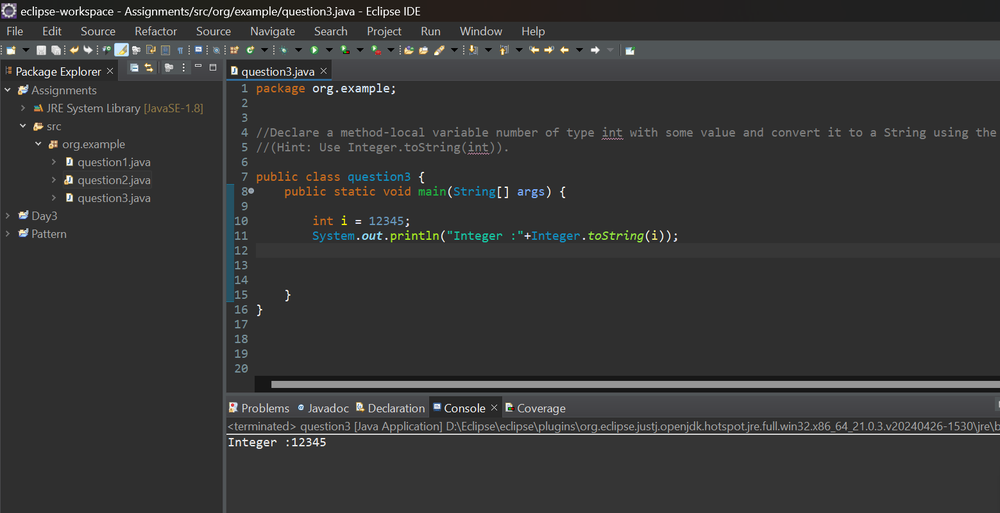 eclipse-workspace - Assignments/src/org/example/question3.java - Eclipse IDE
File Edit Source Refactor Source Navigate Search Project Run Window Help
Package Explorer
Assignments
JRE System Library [JavaSE-1.8]
src
org.example
question1.java
question2.java
question3.java
Day3
Pattern
question3.java
1 package org.example;
2
3
4 //Declare a method-local variable number of type int with some value and convert it to a String using the
5 //(Hint: Use Integer.toString(int)).
6
7 public class question3 {
8 public static void main(String[] args) {
9
10 int i = 12345;
11 System.out.println("Integer :"+Integer.toString(i));
12
13
14
15 }
16 }
17
18
19
20
Problems Javadoc Declaration Console Coverage
<terminated> question3 [Java Application] D:\Eclipse\eclipse\plugins\org.eclipse.justj.openjdk.hotspot.jre.full.win32.x86_64_21.0.3.v20240426-1530\jre\b
Integer :12345